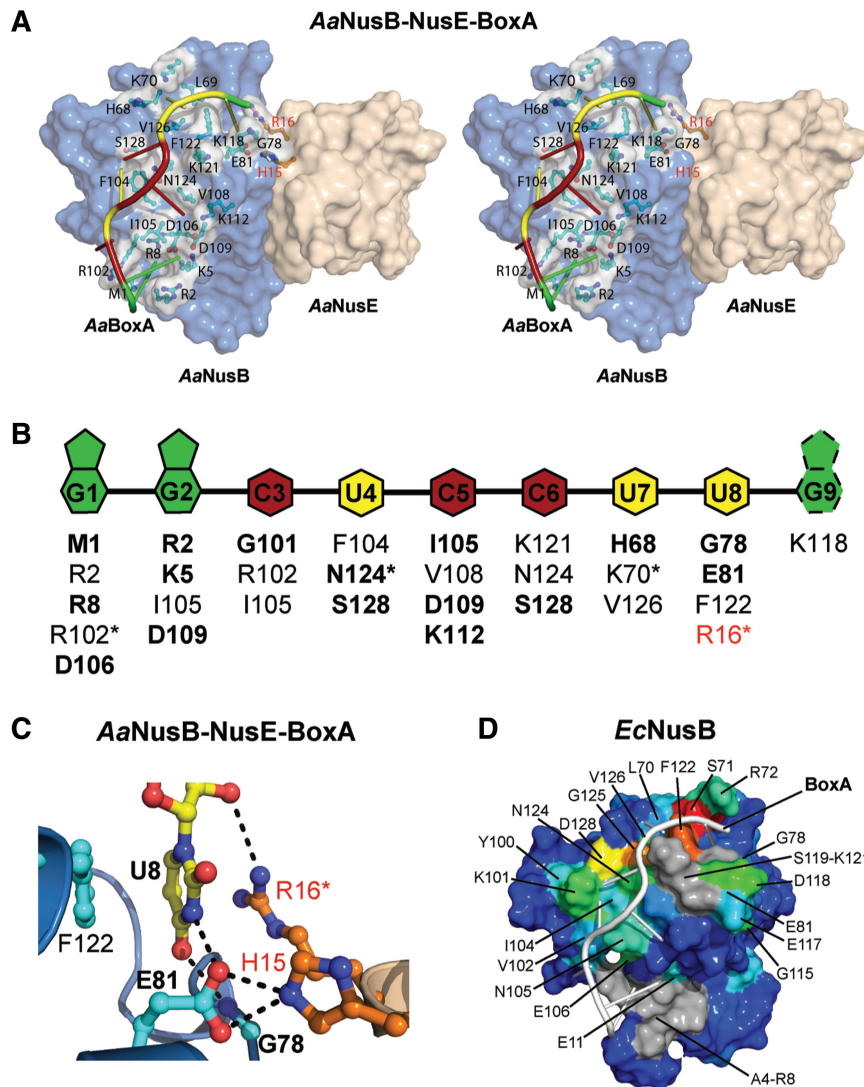 A
AaNusB-NusE-BoxA
K70
L69
H68
R16
V126
S128
F122
K118
G78
E81
K121
H15
F104
N124
V108
K112
I105
D106
R8
D109
R102
K5
M1
R2
AaBoxA
AaNusE
AaNusB
K70
L69
H68
R16
V126
S128
F122
K118
G78
E81
K121
H15
F104
N124
V108
K112
I105
D106
R8
D109
R102
K5
M1
R2
AaBoxA
AaNusE
AaNusB
B
G1 G2 C3 U4 C5 C6 U7 U8 G9
M1 R2 G101 F104 I105 K121 H68 G78 K118
R2 K5 R102 N124* V108 N124 K70* E81
R8 I105 I105 S128 D109 S128 V126 F122
R102* D109 K112 R16*
D106
C
AaNusB-NusE-BoxA
U8
R16*
F122
H15
E81
G78
D
EcNusB
L70
F122
S71
R72
V126
G125
BoxA
N124
D128
G78
Y100
S119-K121
K101
D118
I104
E81
V102
E117
N105
G115
E106
E11
A4-R8